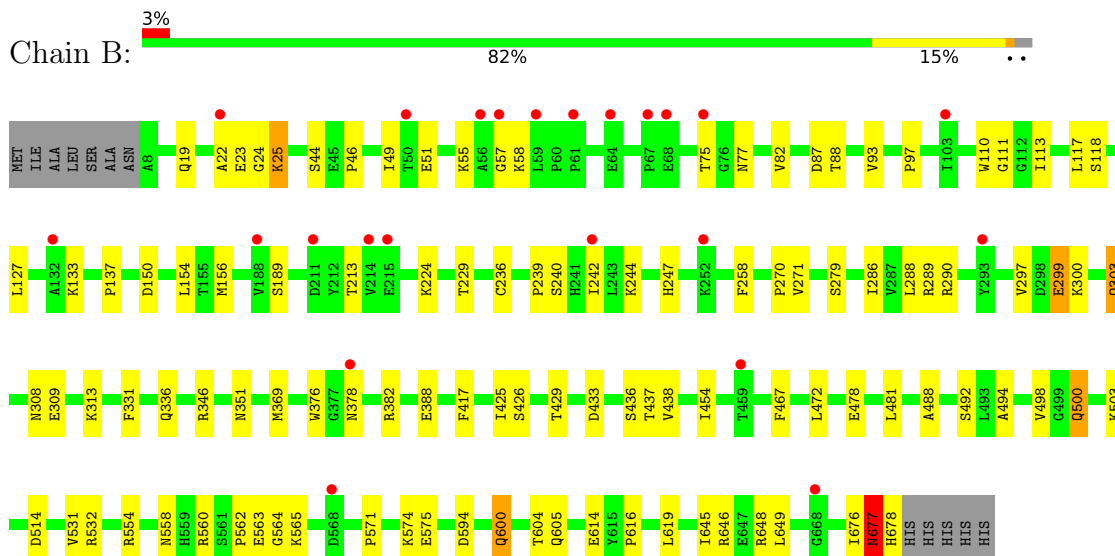 3%
Chain B:
82% 15% • •
MET ILE ALA LEU SER ALA ASN A8 Q19 A22 E23 G24 K25 S44 E45 P46 I49 T50 E51 K55 A56 G57 K58 L59 P60 P61 E64 P67 E68 T75 G76 N77 V82 D87 T88 V93 P97 I103 W110 G111 G112 I113 L117 S118
L127 A132 K133 P137 D150 L154 T155 M156 V188 S189 D211 Y212 T213 V214 E215 K224 T229 C236 P239 S240 H241 I242 L243 K244 H247 K252 F258 P270 V271 S279 I286 V287 L288 R289 R290 Y293 V297 D298 E299 K300
N308 E309 K313 F331 Q336 R346 N351 M369 W376 G377 N378 R382 E388 F417 I425 S426 T429 D433 S436 T437 V438 I454 T459 F467 L472 E478 L481 A488 S492 L493 A494 V498 G499 Q500
D514 V531 R532 R554 N558 H559 R560 S561 P562 E563 G564 K565 D568 P571 K574 E575 D594 Q600 T604 Q605 E614 Y615 P616 L619 I645 R646 E647 R648 L649 G668 I676 N677 H678 HIS HIS HIS HIS HIS